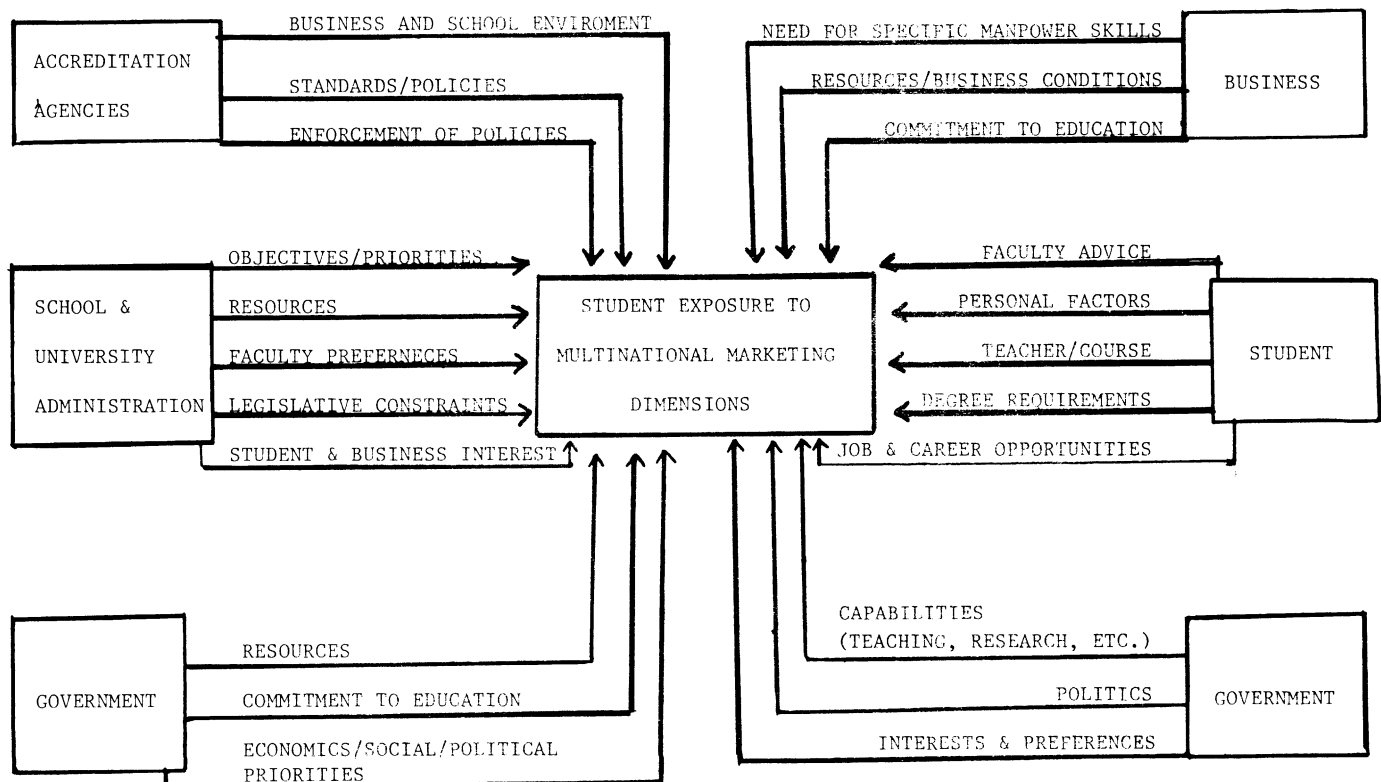 BUSINESS AND SCHOOL ENVIROMENT
ACCREDITATION
AGENCIES
STANDARDS/POLICIES
ENFORCEMENT OF POLICIES
NEED FOR SPECIFIC MANPOWER SKILLS
RESOURCES/BUSINESS CONDITIONS
COMMITMENT TO EDUCATION
BUSINESS
OBJECTIVES/PRIORITIES
SCHOOL &
UNIVERSITY
ADMINISTRATION
RESOURCES
FACULTY PREFERNECES
LEGISLATIVE CONSTRAINTS
STUDENT & BUSINESS INTEREST
STUDENT EXPOSURE TO
MULTINATIONAL MARKETING
DIMENSIONS
FACULTY ADVICE
PERSONAL FACTORS
TEACHER/COURSE
DEGREE REQUIREMENTS
JOB & CAREER OPPORTUNITIES
STUDENT
GOVERNMENT
RESOURCES
COMMITMENT TO EDUCATION
ECONOMICS/SOCIAL/POLITICAL
PRIORITIES
CAPABILITIES
(TEACHING, RESEARCH, ETC.)
POLITICS
INTERESTS & PREFERENCES
GOVERNMENT